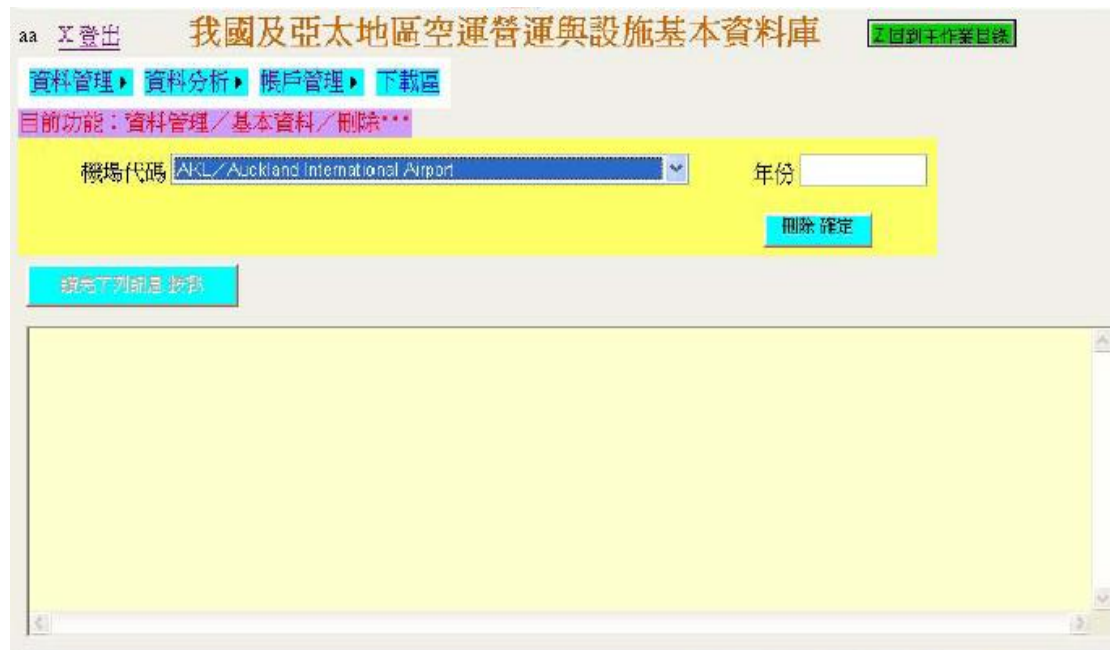 aa X 登出 我國及亞太地區空運營運與設施基本資料庫 Z 回到主作業目錄
資料管理 資料分析 帳戶管理 下載區
目前功能：資料管理／基本資料／刪除***
機場代碼 AKL／Auckland International Airport 年份
刪除 確定